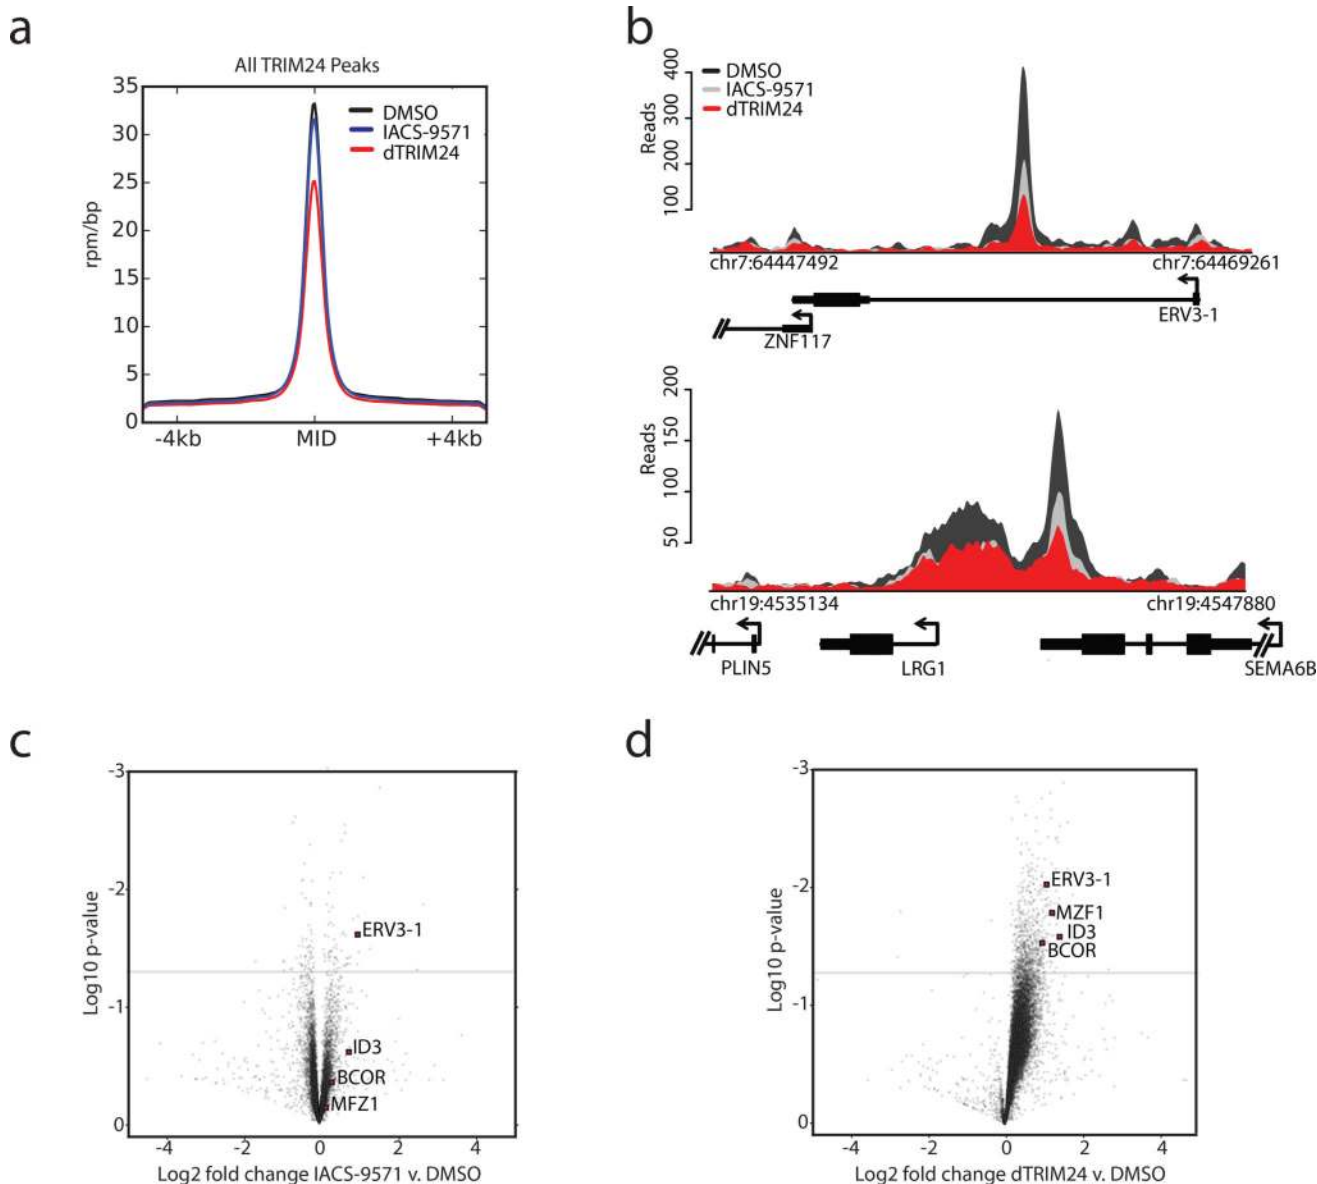 a
All TRIM24 Peaks
35
30
25
20
15
10
5
0
rpm/bp
DMSO
IACS-9571
dTRIM24
-4kb
MID
+4kb
b
DMSO
IACS-9571
dTRIM24
400
300
200
100
Reads
chr7:64447492
chr7:64469261
ERV3-1
ZNF117
200
150
100
50
Reads
chr19:4535134
chr19:4547880
PLIN5
LRG1
SEMA6B
c
-3
-2
-1
0
Log10 p-value
ERV3-1
ID3
BCOR
MFZ1
-4
-2
0
2
4
Log2 fold change IACS-9571 v. DMSO
d
-3
-2
-1
0
Log10 p-value
ERV3-1
MZF1
ID3
BCOR
-4
-2
0
2
4
Log2 fold change dTRIM24 v. DMSO